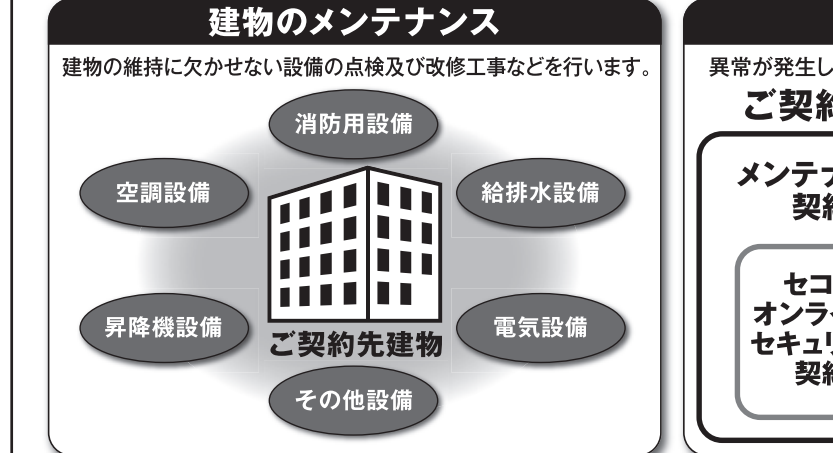 建物のメンテナンス
建物の維持に欠かせない設備の点検及び改修工事などを行います。
消防用設備
空調設備
給排水設備
昇降機設備
ご契約先建物
電気設備
その他設備
異常が発生し
ご契約
メンテナ
契約
セコ
オンライ
セキュリ
契約